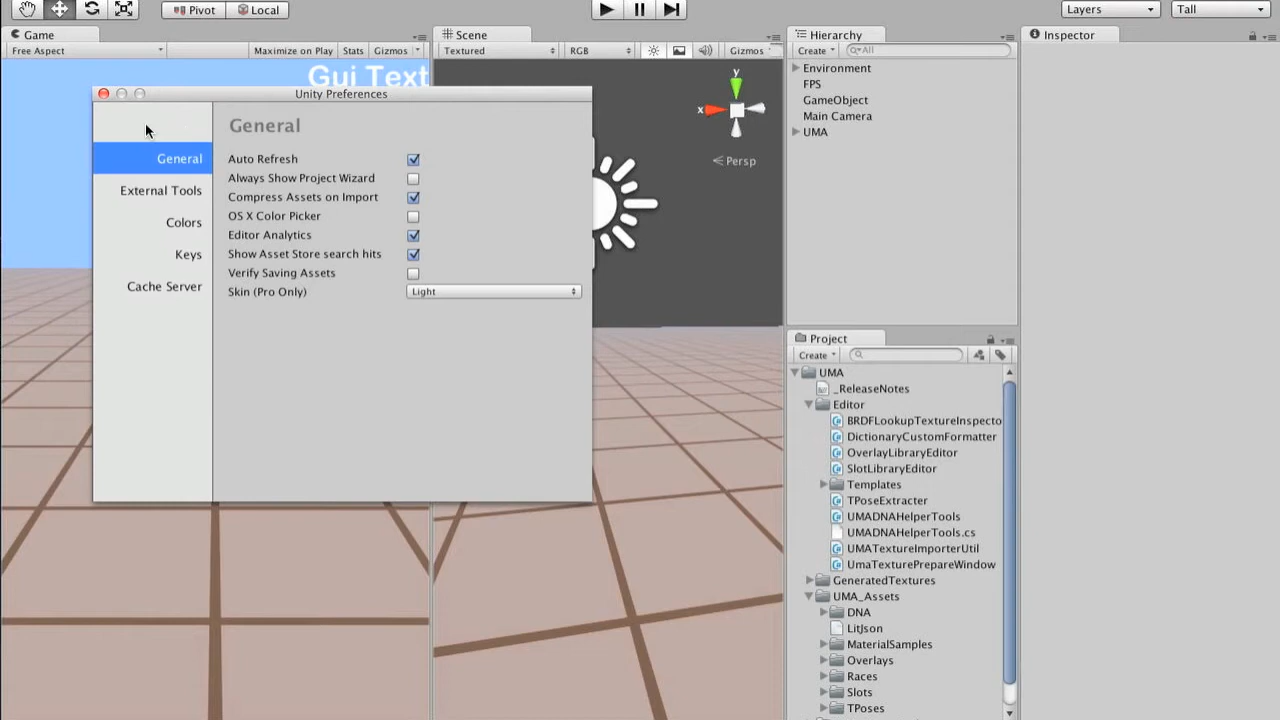 Pivot
Local
Layers
Tall
Game
Free Aspect
Maximize on Play
Stats
Gizmos
Gui Text
Scene
Textured
RGB
Gizmos
y
x
Persp
Unity Preferences
General
External Tools
Colors
Keys
Cache Server
General
Auto Refresh
Always Show Project Wizard
Compress Assets on Import
OS X Color Picker
Editor Analytics
Show Asset Store search hits
Verify Saving Assets
Skin (Pro Only)
Light
Hierarchy
Create
All
Environment
FPS
GameObject
Main Camera
UMA
Project
Create
UMA
_ReleaseNotes
Editor
BRDFLookupTextureInspecto
DictionaryCustomFormatter
OverlayLibraryEditor
SlotLibraryEditor
Templates
TPoseExtracter
UMADNAHelperTools
UMADNAHelperTools.cs
UMATextureImporterUtil
UmaTexturePrepareWindow
GeneratedTextures
UMA_Assets
DNA
LitJson
MaterialSamples
Overlays
Races
Slots
TPoses
Inspector